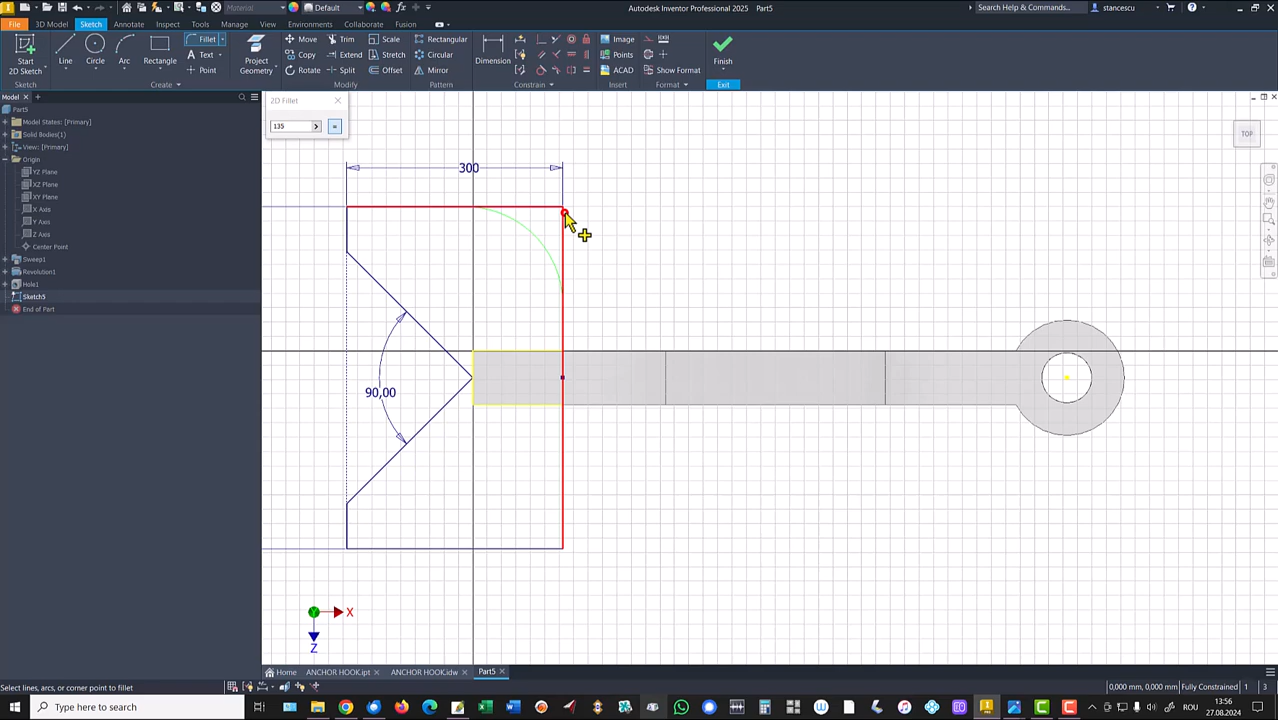 Material
Default
Autodesk Inventor Professional 2025 Part5
Search Help & Commands...
stancescu
File 3D Model Sketch Annotate Inspect Tools Manage View Environments Collaborate Fusion
Start
2D Sketch
Line
Circle
Arc
Rectangle
Fillet
Text
Point
Project
Geometry
Move
Copy
Rotate
Trim
Extend
Split
Scale
Stretch
Offset
Rectangular
Circular
Mirror
Dimension
Image
Points
ACAD
Show Format
Finish
Sketch
Create
Modify
Pattern
Constrain
Insert
Format
Exit
Model
2D Fillet
135
Part5
Model States: [Primary]
Solid Bodies(1)
View: [Primary]
Origin
YZ Plane
XZ Plane
XY Plane
X Axis
Y Axis
Z Axis
Center Point
Sweep1
Revolution1
Hole1
Sketch5
End of Part
TOP
300
90,00
X
Y
Z
Home ANCHOR HOOK.ipt ANCHOR HOOK.idw Part5
Select lines, arcs, or corner point to fillet
0,000 mm, 0,000 mm Fully Constrained 1 3
Type here to search
ROU
13:56
27.08.2024